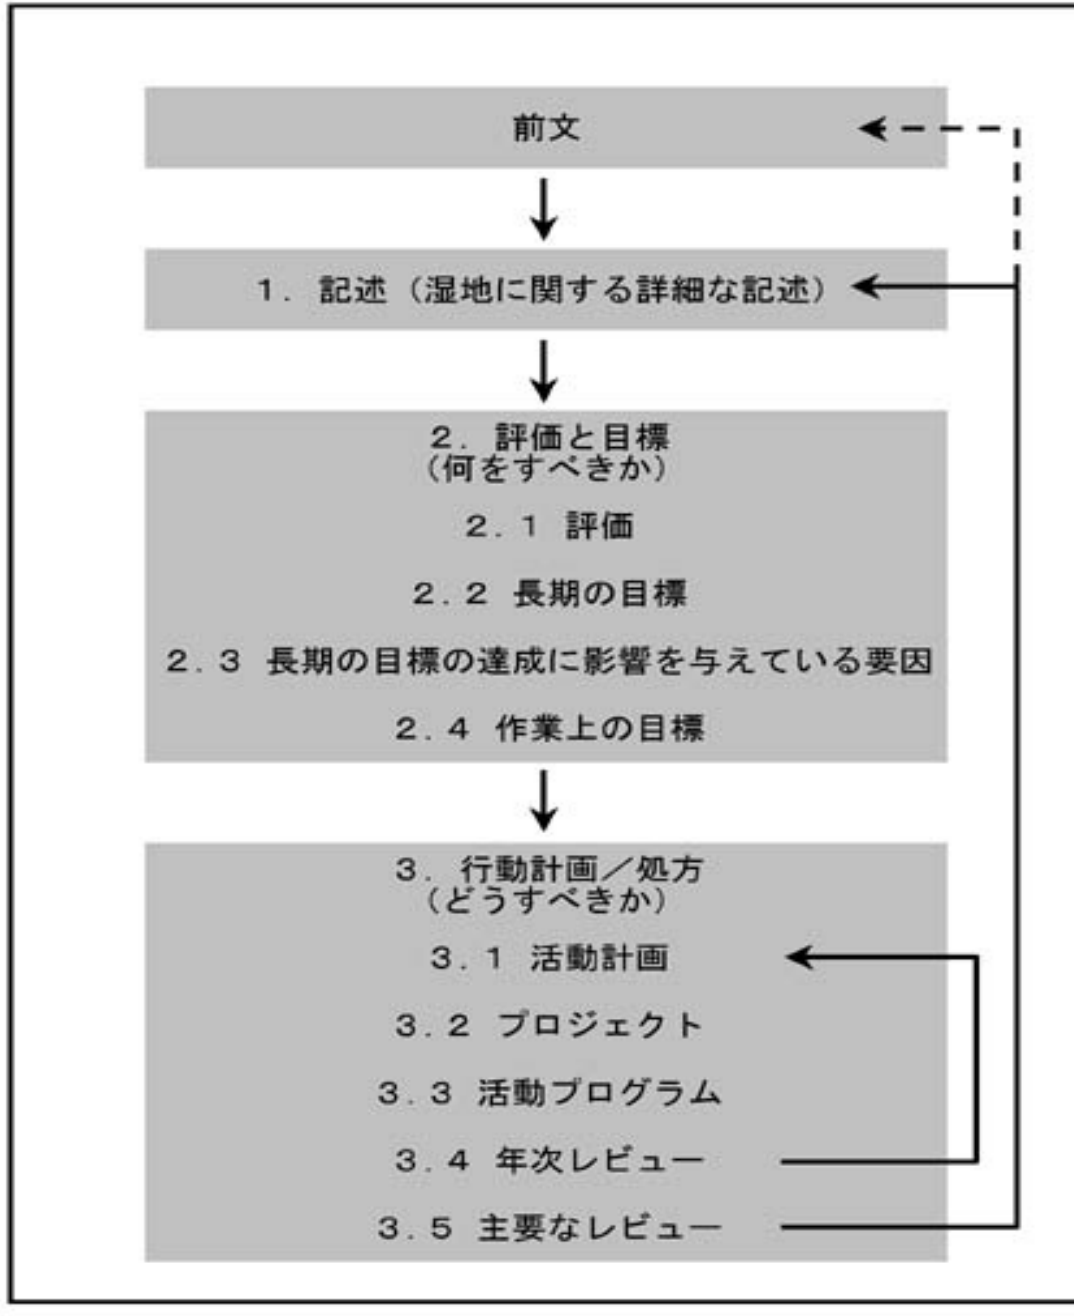 前文
1. 記述（湿地に関する詳細な記述）
2. 評価と目標
（何をすべきか）
2.1 評価
2.2 長期の目標
2.3 長期の目標の達成に影響を与えている要因
2.4 作業上の目標
3. 行動計画／処方
（どうすべきか）
3.1 活動計画
3.2 プロジェクト
3.3 活動プログラム
3.4 年次レビュー
3.5 主要なレビュー